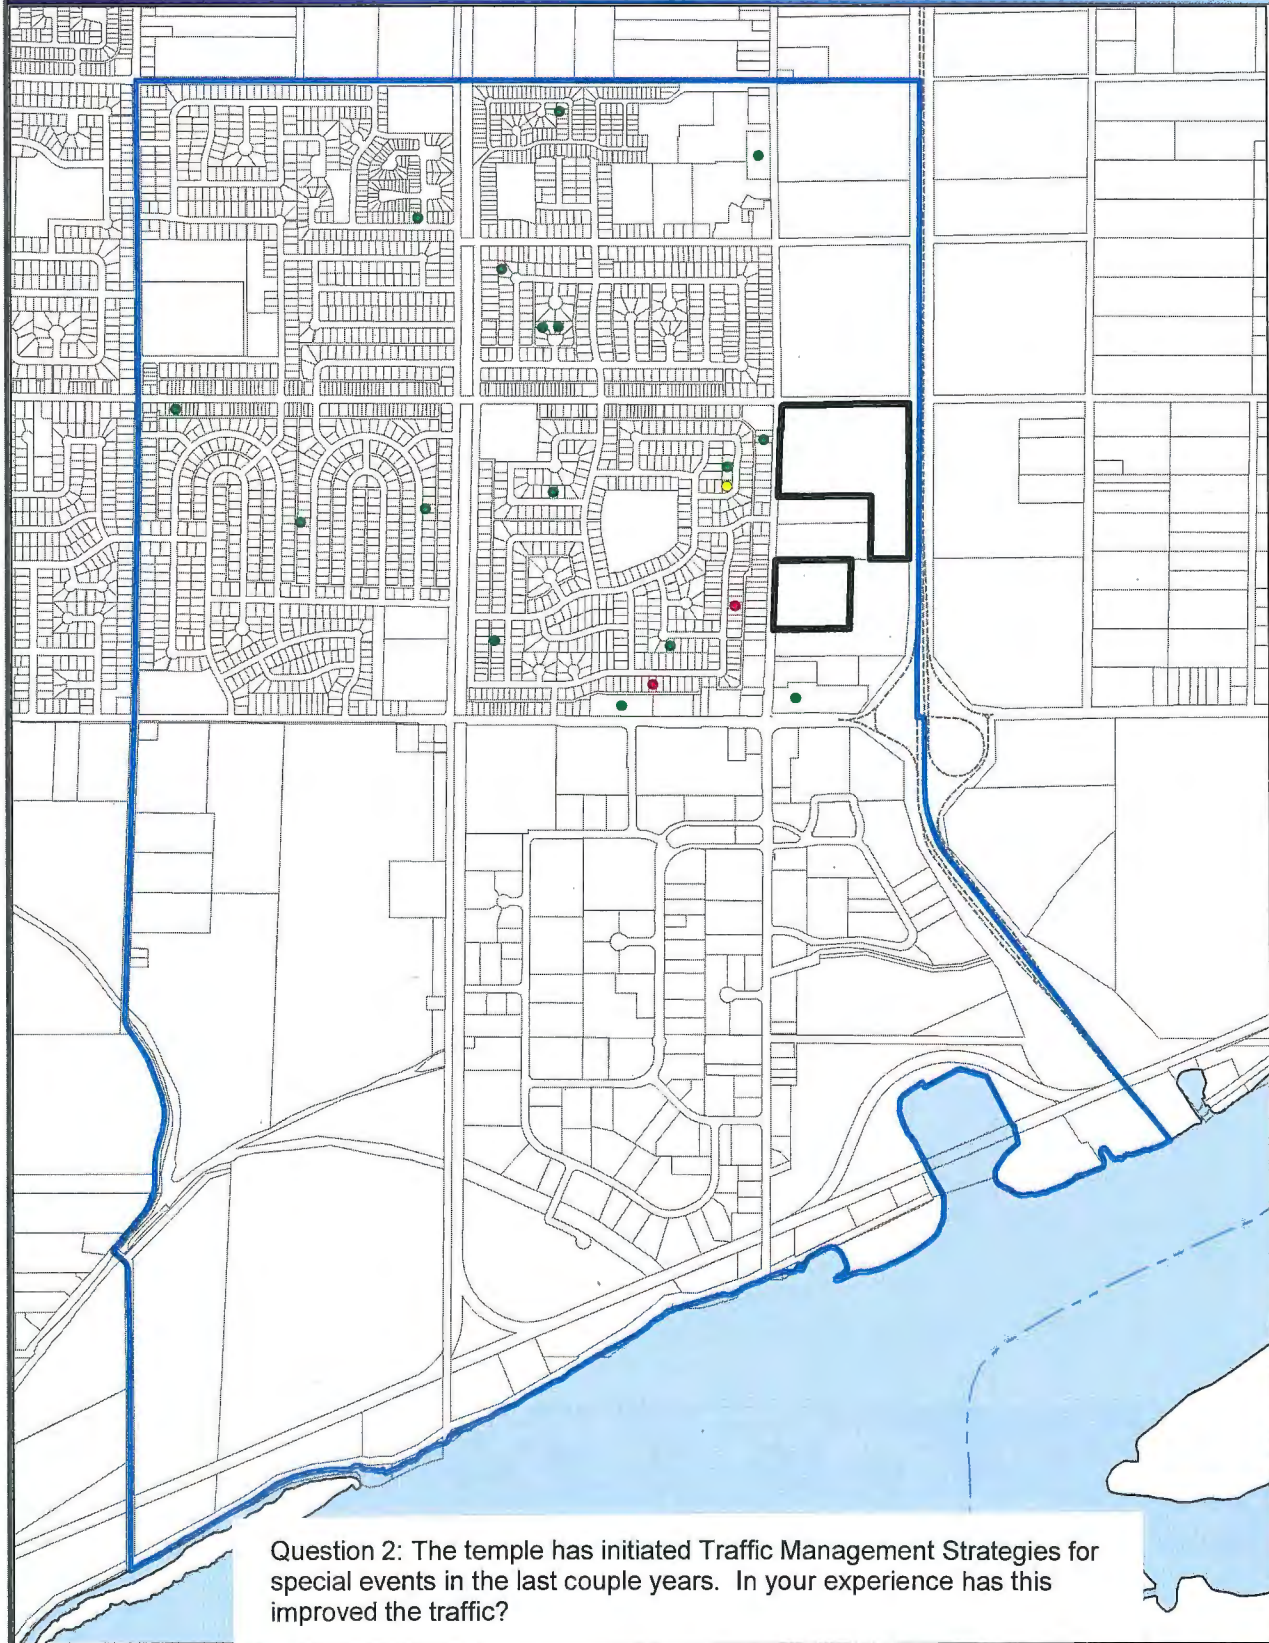 Question 2: The temple has initiated Traffic Management Strategies for
special events in the last couple years.  In your experience has this
improved the traffic?